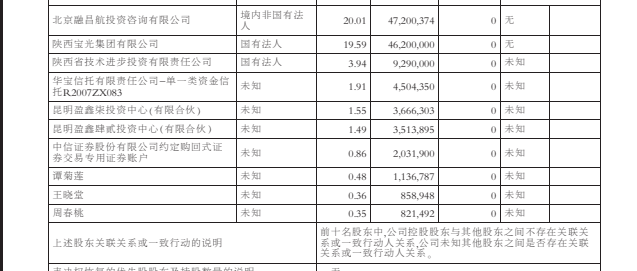 北京融昌航投资咨询有限公司 境内非国有法人 20.01 47,200,374 0 无
陕西宝光集团有限公司 国有法人 19.59 46,200,000 0 无
陕西省技术进步投资有限责任公司 国有法人 3.94 9,290,000 0 未知
华宝信托有限责任公司-单一类资金信托R2007ZX083 未知 1.91 4,504,350 0 未知
昆明盈鑫柒投资中心(有限合伙) 未知 1.55 3,666,303 0 未知
昆明盈鑫肆贰投资中心(有限合伙) 未知 1.49 3,513,895 0 未知
中信证券股份有限公司约定购回式证券交易专用证券账户 未知 0.86 2,031,900 0 未知
谭菊莲 未知 0.48 1,136,787 0 未知
王晓堂 未知 0.36 858,948 0 未知
周春桃 未知 0.35 821,492 0 未知
上述股东关联关系或一致行动的说明 前十名股东中,公司控股股东与其他股东之间不存在关联关
系或一致行动人关系,公司未知其他股东之间是否存在关联
关系或一致行动人关系。